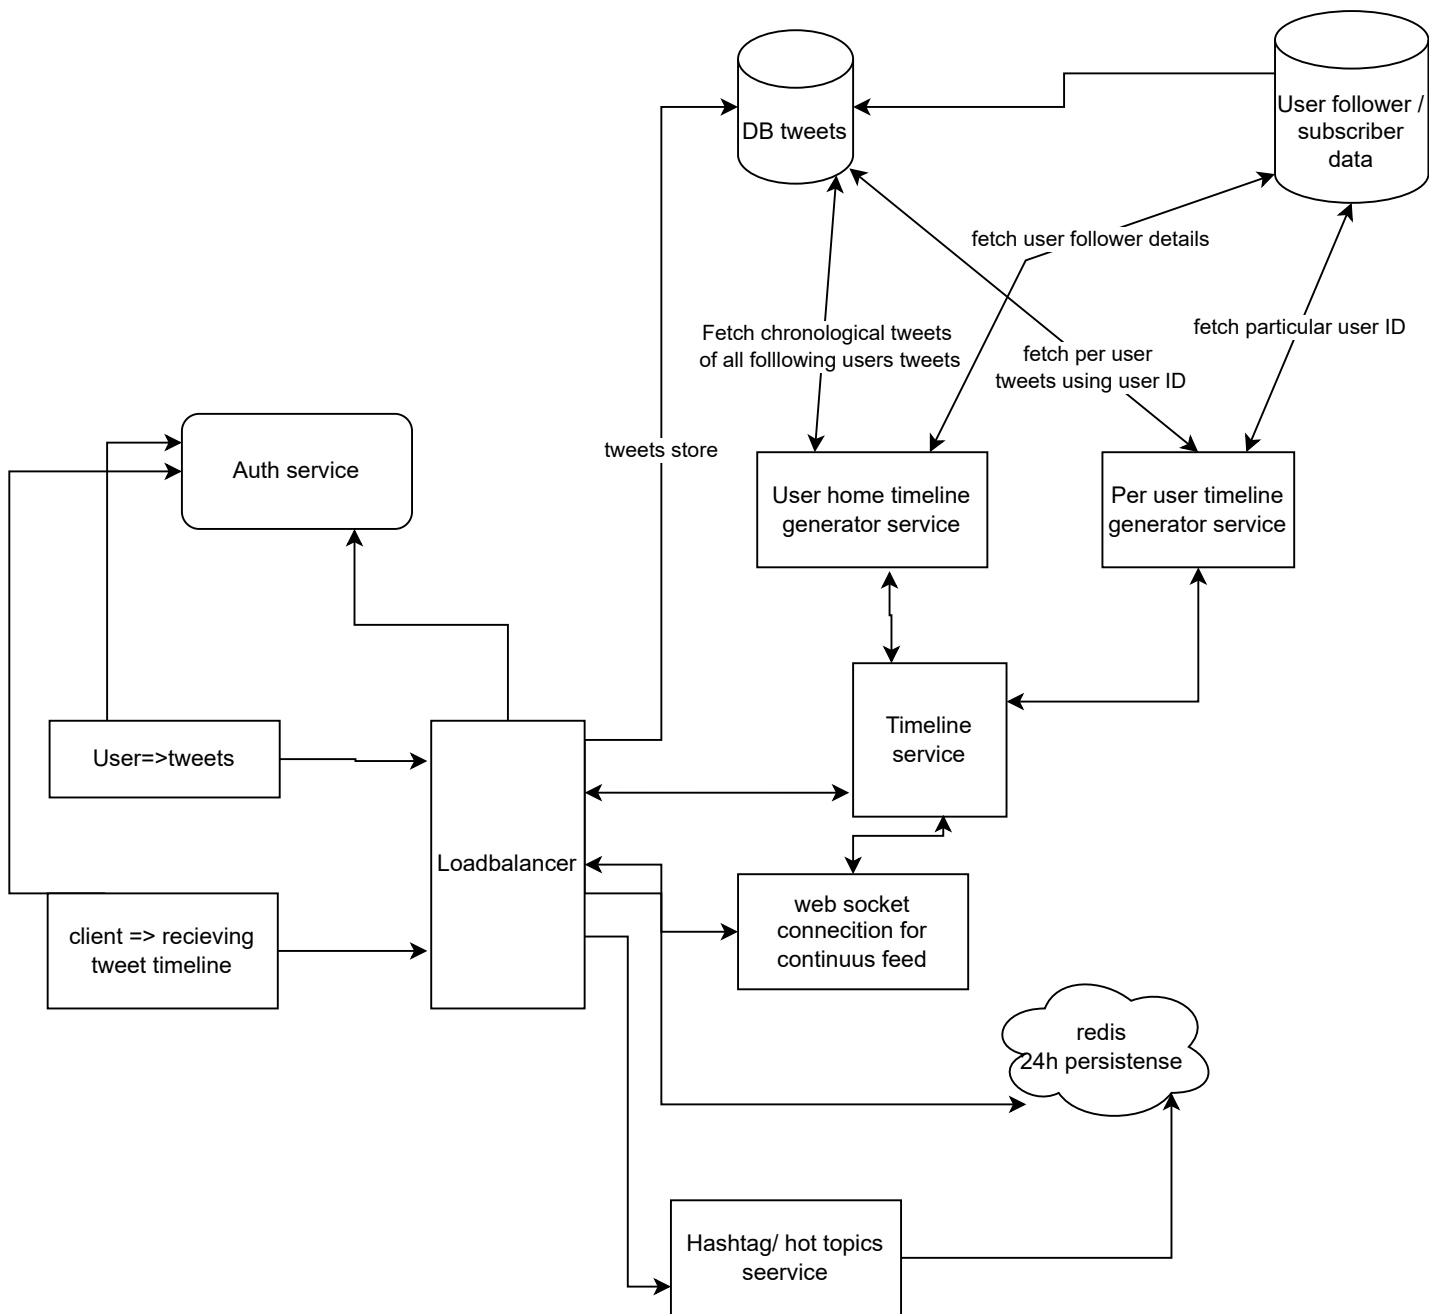 DB tweets
User follower /
subscriber
data
fetch user follower details
Fetch chronological tweets
of all folllowing users tweets
fetch per user
tweets using user ID
fetch particular user ID
tweets store
Auth service
User home timeline
generator service
Per user timeline
generator service
User=>tweets
Timeline
service
Loadbalancer
client => recieving
tweet timeline
web socket
connecition for
continuus feed
redis
24h persistense
Hashtag/ hot topics
seervice